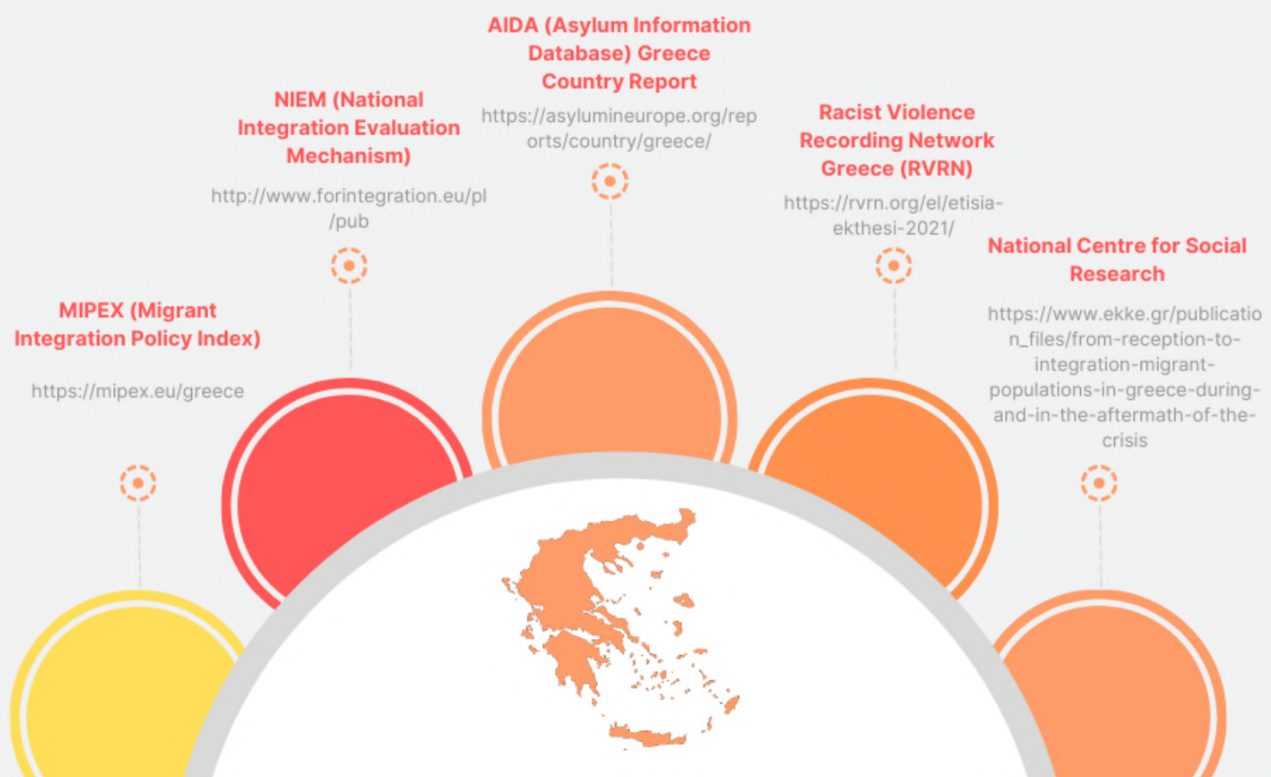 MIPEX (Migrant
Integration Policy Index)
https://mipex.eu/greece
NIEM (National
Integration Evaluation
Mechanism)
http://www.forintegration.eu/pl
/pub
AIDA (Asylum Information
Database) Greece
Country Report
https://asylumineurope.org/rep
orts/country/greece/
Racist Violence
Recording Network
Greece (RVRN)
https://rvrn.org/el/etisia-
ekthesi-2021/
National Centre for Social
Research
https://www.ekke.gr/publicatio
n_files/from-reception-to-
integration-migrant-
populations-in-greece-during-
and-in-the-aftermath-of-the-
crisis